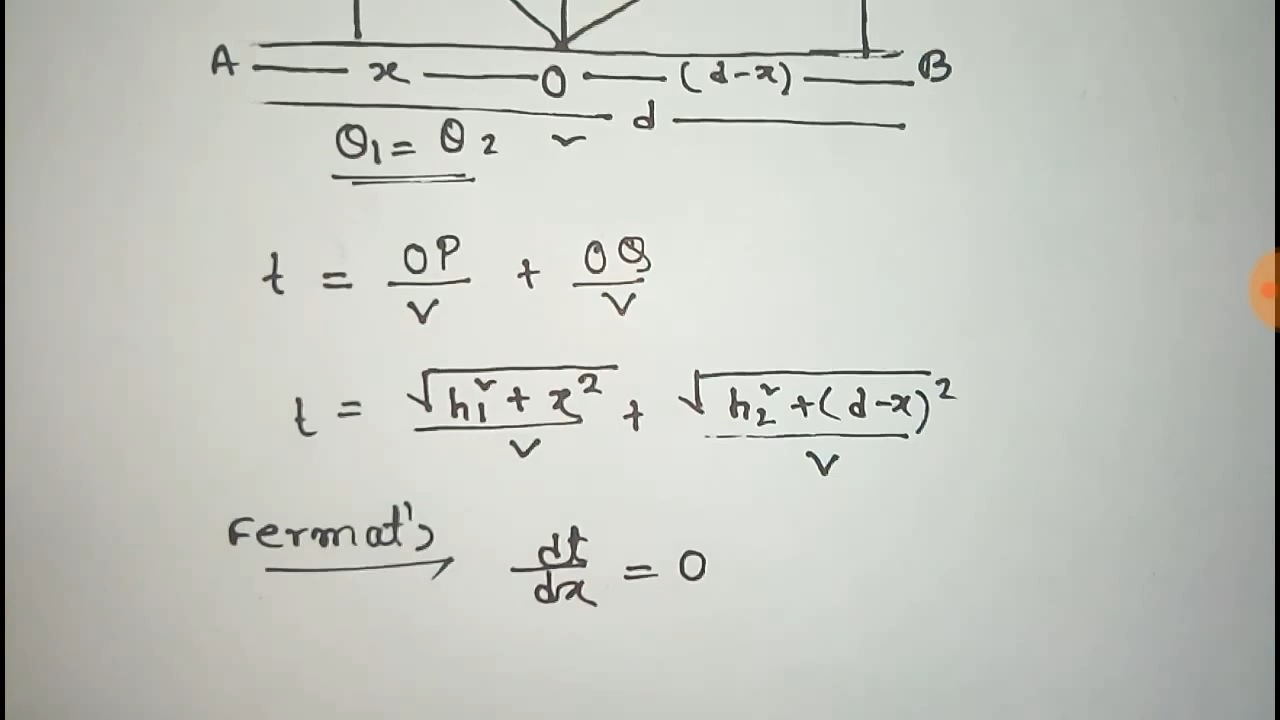 A x O (d-x) B
d
θ₁ = θ₂
t = OP/v + OQ/v
t = √(h₁² + x²)/v + √(h₂² + (d-x)²)/v
Fermat's dt/dx = 0